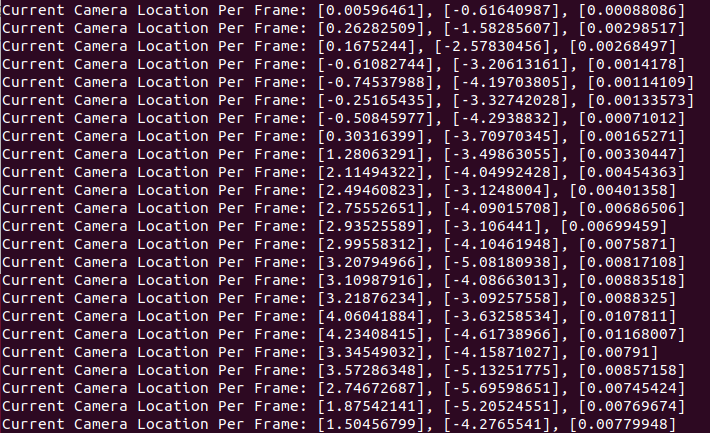 Current Camera Location Per Frame: [0.00596461], [-0.61640987], [0.00088086]
Current Camera Location Per Frame: [0.26282509], [-1.58285607], [0.00298517]
Current Camera Location Per Frame: [0.1675244], [-2.57830456], [0.00268497]
Current Camera Location Per Frame: [-0.61082744], [-3.20613161], [0.0014178]
Current Camera Location Per Frame: [-0.74537988], [-4.19703805], [0.00114109]
Current Camera Location Per Frame: [-0.25165435], [-3.32742028], [0.00133573]
Current Camera Location Per Frame: [-0.50845977], [-4.2938832], [0.00071012]
Current Camera Location Per Frame: [0.30316399], [-3.70970345], [0.00165271]
Current Camera Location Per Frame: [1.28063291], [-3.49863055], [0.00330447]
Current Camera Location Per Frame: [2.11494322], [-4.04992428], [0.00454363]
Current Camera Location Per Frame: [2.49460823], [-3.1248004], [0.00401358]
Current Camera Location Per Frame: [2.75552651], [-4.09015708], [0.00686506]
Current Camera Location Per Frame: [2.93525589], [-3.106441], [0.00699459]
Current Camera Location Per Frame: [2.99558312], [-4.10461948], [0.0075871]
Current Camera Location Per Frame: [3.20794966], [-5.08180938], [0.00817108]
Current Camera Location Per Frame: [3.10987916], [-4.08663013], [0.00883518]
Current Camera Location Per Frame: [3.21876234], [-3.09257558], [0.0088325]
Current Camera Location Per Frame: [4.06041884], [-3.63258534], [0.0107811]
Current Camera Location Per Frame: [4.23408415], [-4.61738966], [0.01168007]
Current Camera Location Per Frame: [3.34549032], [-4.15871027], [0.00791]
Current Camera Location Per Frame: [3.57286348], [-5.13251775], [0.00857158]
Current Camera Location Per Frame: [2.74672687], [-5.69598651], [0.00745424]
Current Camera Location Per Frame: [1.87542141], [-5.20524551], [0.00769674]
Current Camera Location Per Frame: [1.50456799], [-4.2765541], [0.00779948]